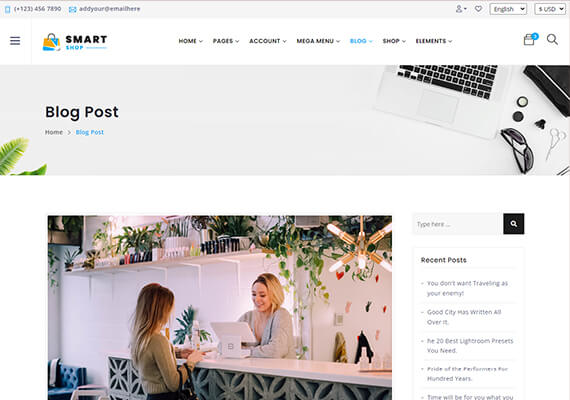 (+123) 456 7890 addyour@emailhere English $ USD
SMART
SHOP
HOME PAGES ACCOUNT MEGA MENU BLOG SHOP ELEMENTS
Blog Post
Home > Blog Post
Type here ...
Recent Posts
You don't want Traveling as
your enemy!
Good City Has Written All
Over It.
he 20 Best Lightroom Presets
You Need.
Pride of the Performers For
Hundred Years.
Time will be for you what you